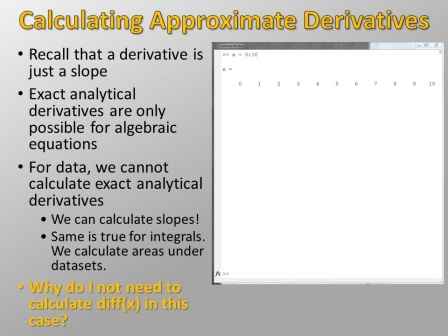 Calculating Approximate Derivatives
• Recall that a derivative is
just a slope
• Exact analytical
derivatives are only
possible for algebraic
equations
• For data, we cannot
calculate exact analytical
derivatives
• We can calculate slopes!
• Same is true for integrals.
We calculate areas under
datasets.
• Why do I not need to
calculate diff(x) in this
case?
>> x = 0:10
x =
0 1 2 3 4 5 6 7 8 9 10
fx >>